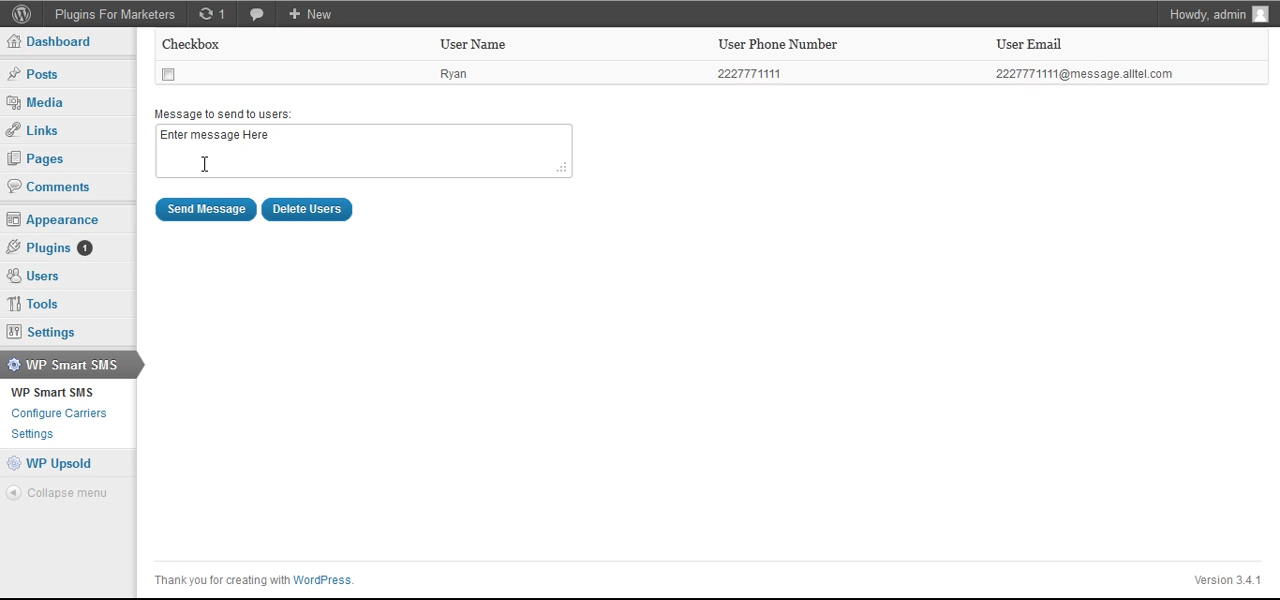 Plugins For Marketers 1 New Howdy, admin
Dashboard
Posts
Media
Links
Pages
Comments
Appearance
Plugins 1
Users
Tools
Settings
WP Smart SMS
WP Smart SMS
Configure Carriers
Settings
WP Upsold
Collapse menu
Checkbox User Name User Phone Number User Email
Ryan 2227771111 2227771111@message.alltel.com
Message to send to users:
Enter message Here
Send Message Delete Users
Thank you for creating with WordPress. Version 3.4.1